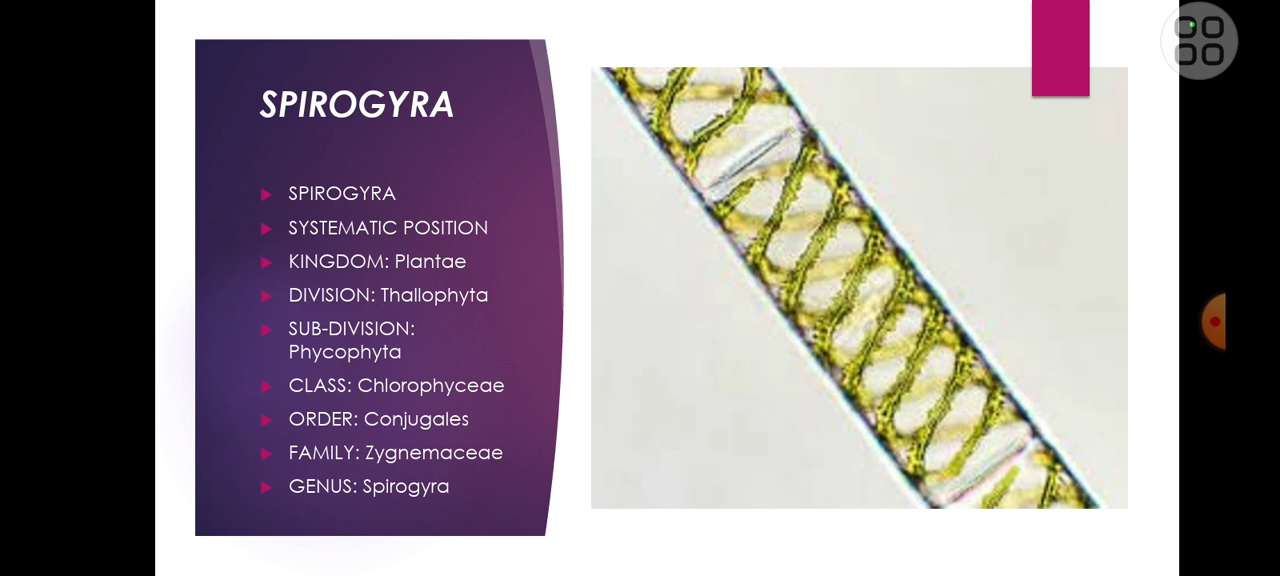 SPIROGYRA
SPIROGYRA
SYSTEMATIC POSITION
KINGDOM: Plantae
DIVISION: Thallophyta
SUB-DIVISION:
Phycophyta
CLASS: Chlorophyceae
ORDER: Conjugales
FAMILY: Zygnemaceae
GENUS: Spirogyra